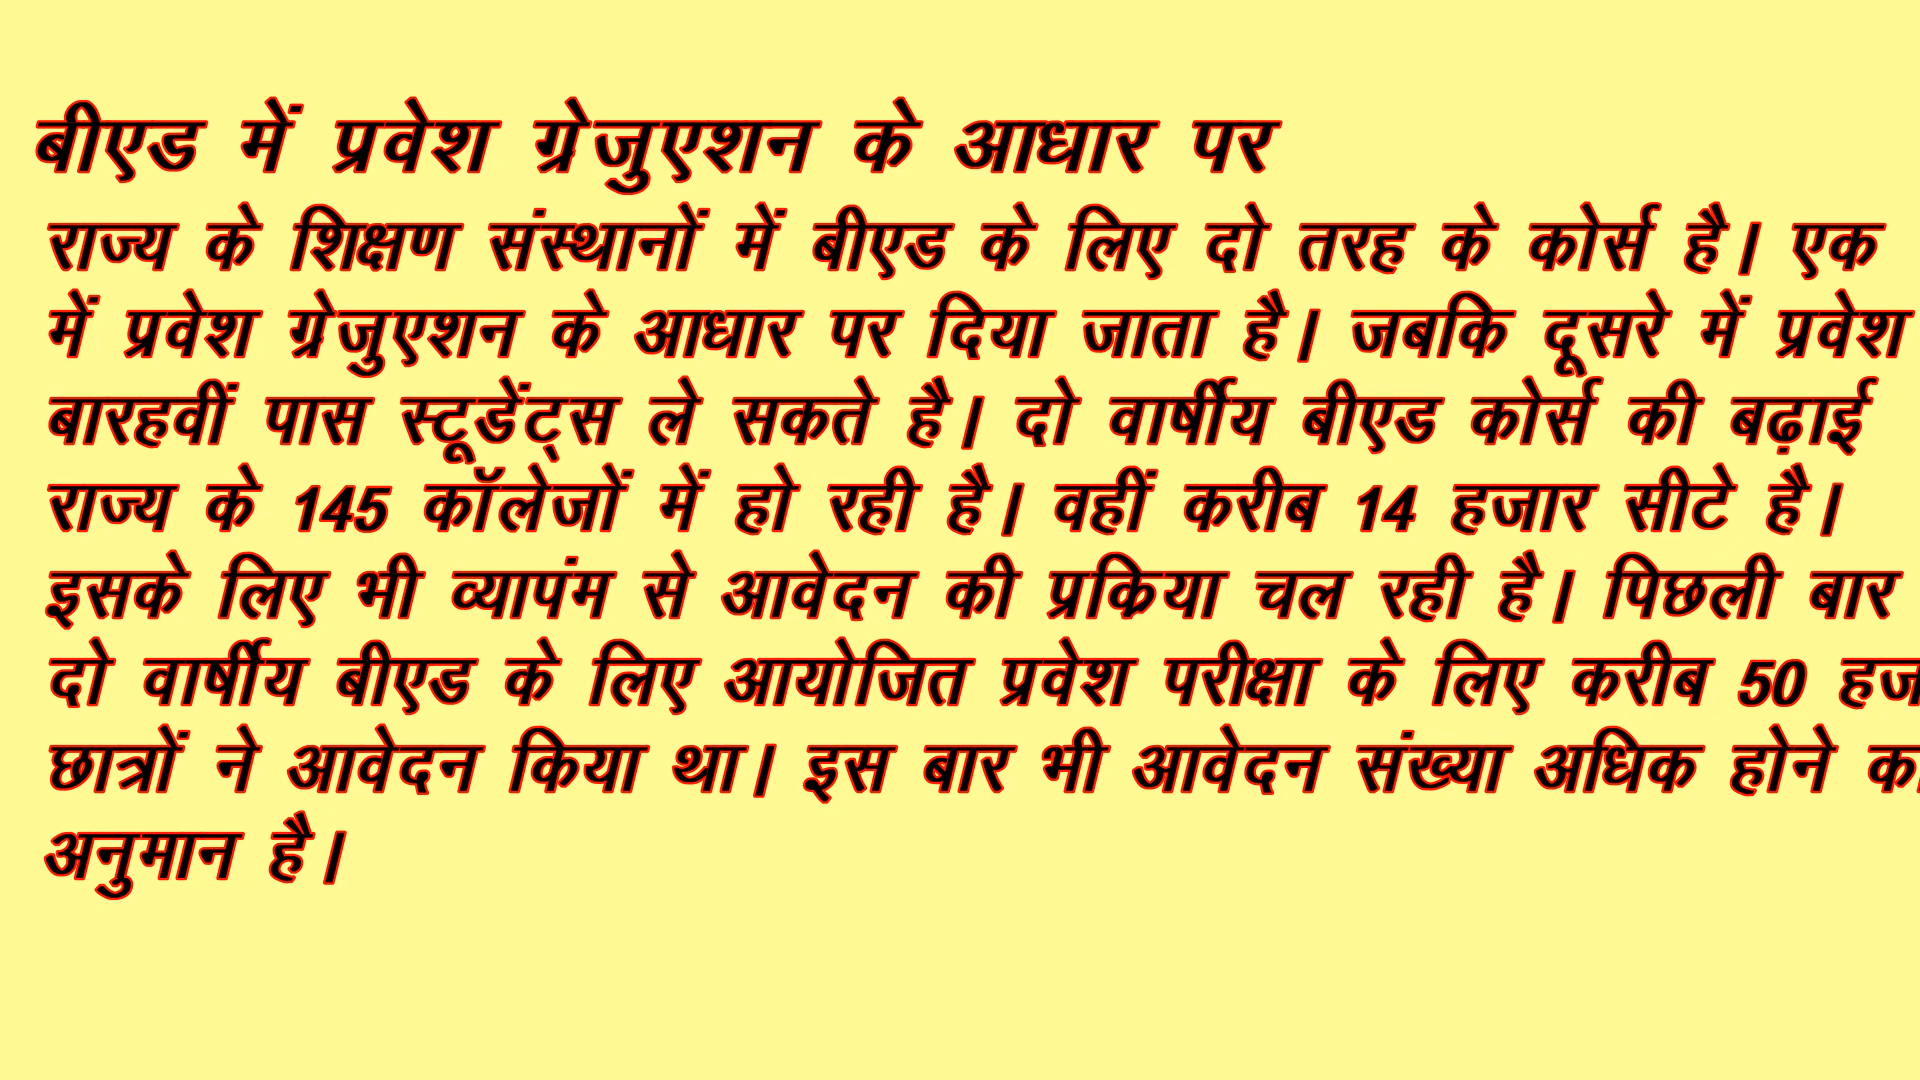 बीएड में प्रवेश ग्रेजुएशन के आधार पर
राज्य के शिक्षण संस्थानों में बीएड के लिए दो तरह के कोर्स है। एक
में प्रवेश ग्रेजुएशन के आधार पर दिया जाता है। जबकि दूसरे में प्रवेश
बारहवीं पास स्टूडेंट्स ले सकते है। दो वार्षीय बीएड कोर्स की बढ़ाई
राज्य के 145 कॉलेजों में हो रही है। वहीं करीब 14 हजार सीटे है।
इसके लिए भी व्यापंम से आवेदन की प्रक्रिया चल रही है। पिछली बार
दो वार्षीय बीएड के लिए आयोजित प्रवेश परीक्षा के लिए करीब 50
छात्रों ने आवेदन किया था। इस बार भी आवेदन संख्या अधिक होने
अनुमान है।